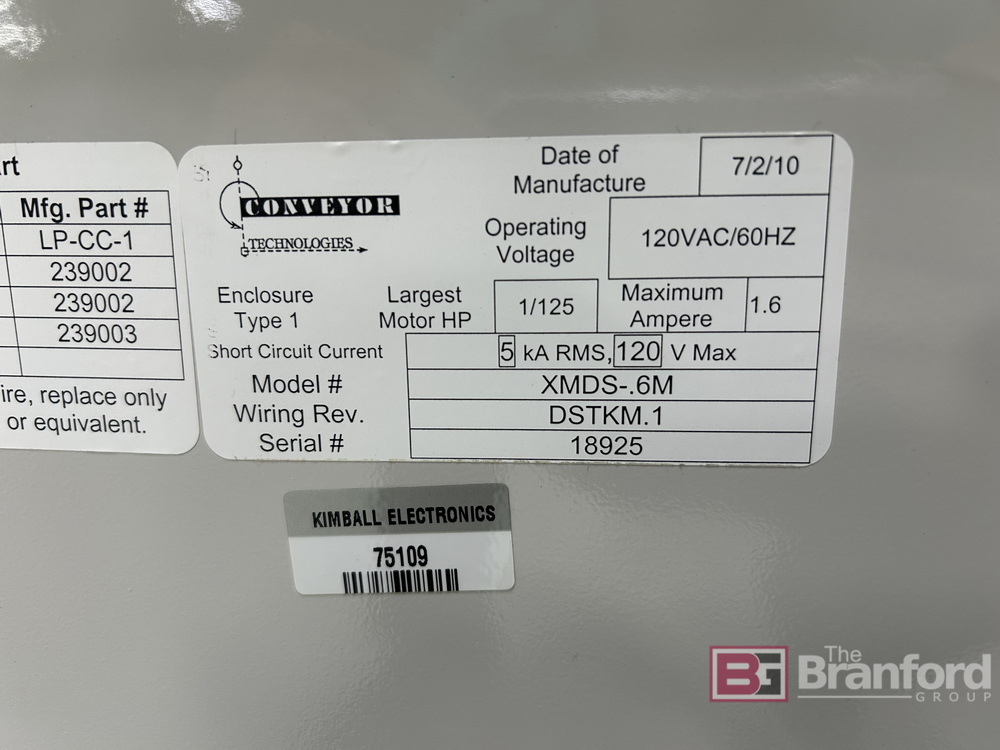 rt
Mfg. Part #
LP-CC-1
239002
239002
239003
ire, replace only
or equivalent.
CONVEYOR
TECHNOLOGIES
Date of Manufacture 7/2/10
Operating Voltage 120VAC/60HZ
Enclosure Type 1
Largest Motor HP 1/125
Maximum Ampere 1.6
Short Circuit Current 5 kA RMS, 120 V Max
Model # XMDS-.6M
Wiring Rev. DSTKM.1
Serial # 18925
KIMBALL ELECTRONICS
75109
BG The Branford GROUP